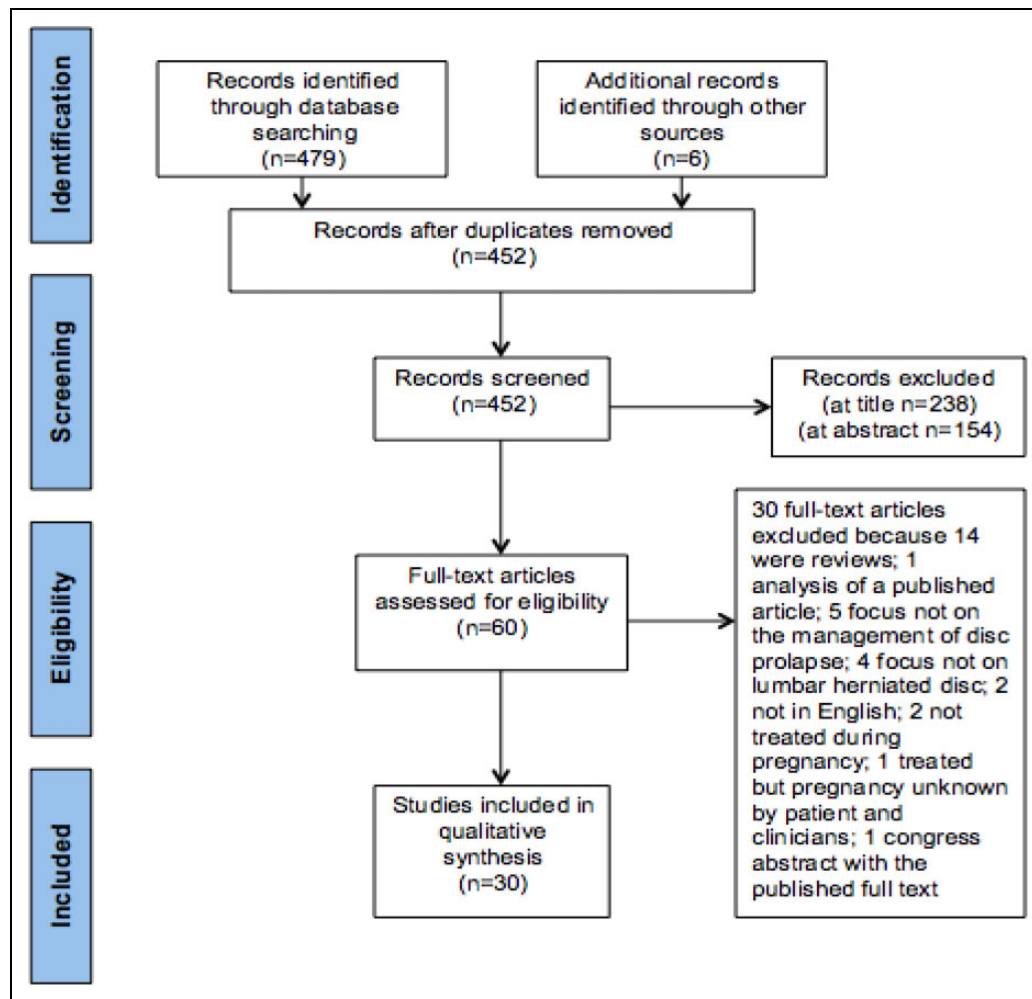 Identification
Records identified
through database
searching
(n=479)
Additional records
identified through other
sources
(n=6)
Records after duplicates removed
(n=452)
Screening
Records screened
(n=452)
Records excluded
(at title n=238)
(at abstract n=154)
Eligibility
Full-text articles
assessed for eligibility
(n=60)
30 full-text articles
excluded because 14
were reviews; 1
analysis of a published
article; 5 focus not on
the management of disc
prolapse; 4 focus not on
lumbar herniated disc; 2
not in English; 2 not
treated during
pregnancy; 1 treated
but pregnancy unknown
by patient and
clinicians; 1 congress
abstract with the
published full text
Included
Studies included in
qualitative
synthesis
(n=30)